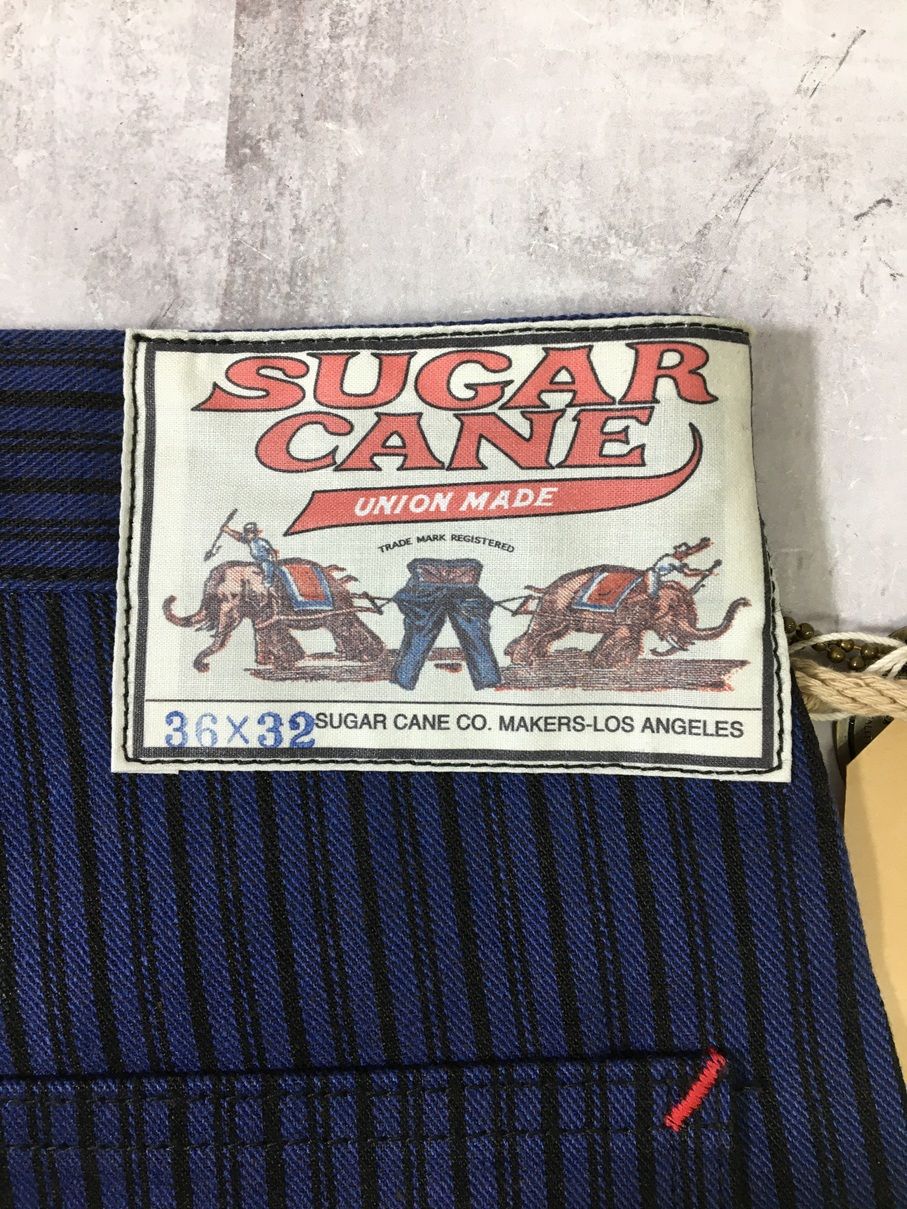 SUGAR
CANE
UNION MADE
TRADE MARK REGISTERED
36×32 SUGAR CANE CO. MAKERS-LOS ANGELES